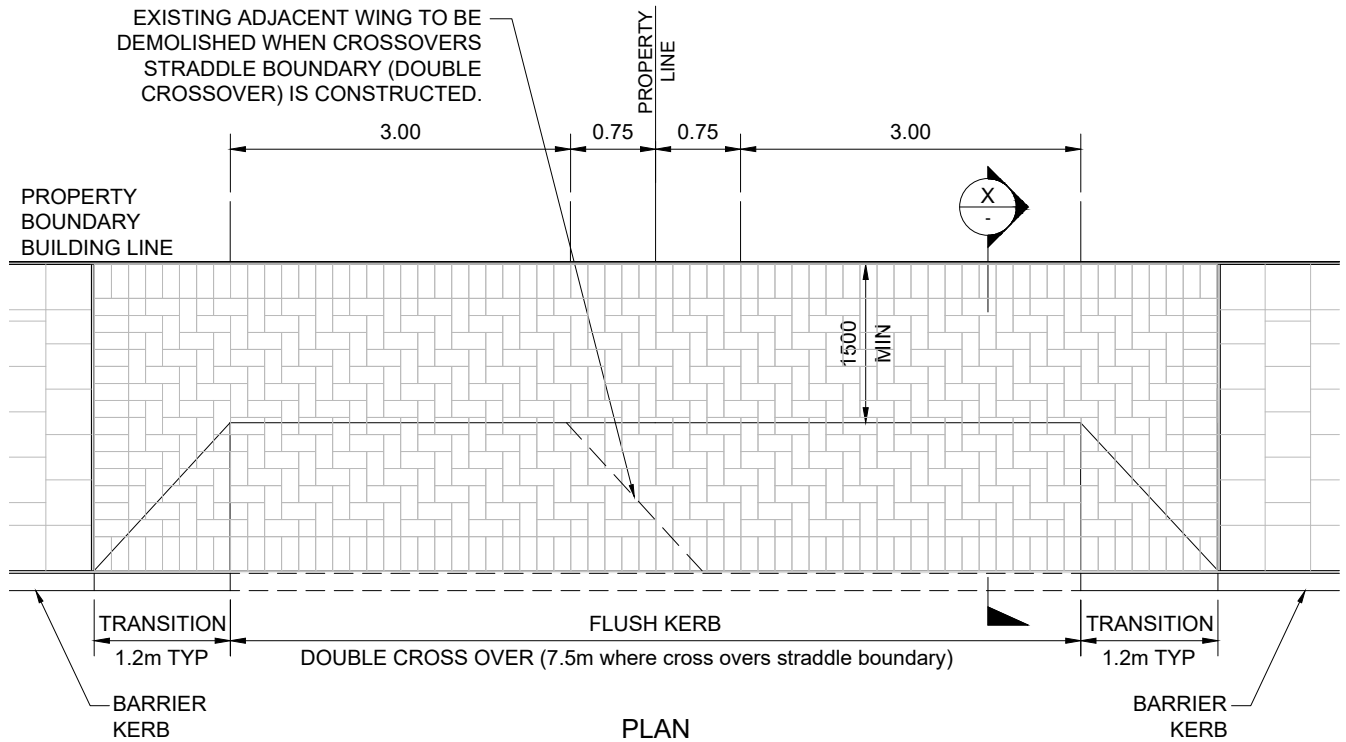 EXISTING ADJACENT WING TO BE
DEMOLISHED WHEN CROSSOVERS
STRADDLE BOUNDARY (DOUBLE
CROSSOVER) IS CONSTRUCTED.
PROPERTY
LINE
3.00
0.75
0.75
3.00
PROPERTY
BOUNDARY
BUILDING LINE
X
-
1500
MIN
TRANSITION
1.2m TYP
FLUSH KERB
DOUBLE CROSS OVER (7.5m where cross overs straddle boundary)
TRANSITION
1.2m TYP
BARRIER
KERB
PLAN
BARRIER
KERB